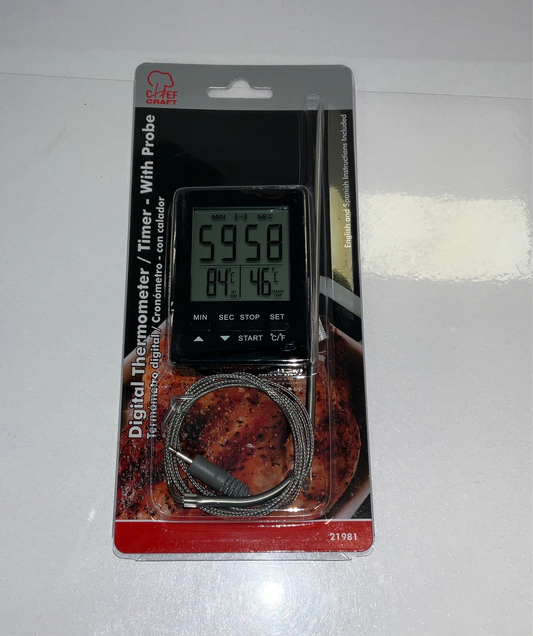 CHEF
CRAFT
Digital Thermometer / Timer - With Probe
Termómetro digital / Cronómetro - con calador
English and Spanish Instructions Included
59 58
84°C 46°C
MIN SEC STOP SET
START °C/°F
21981